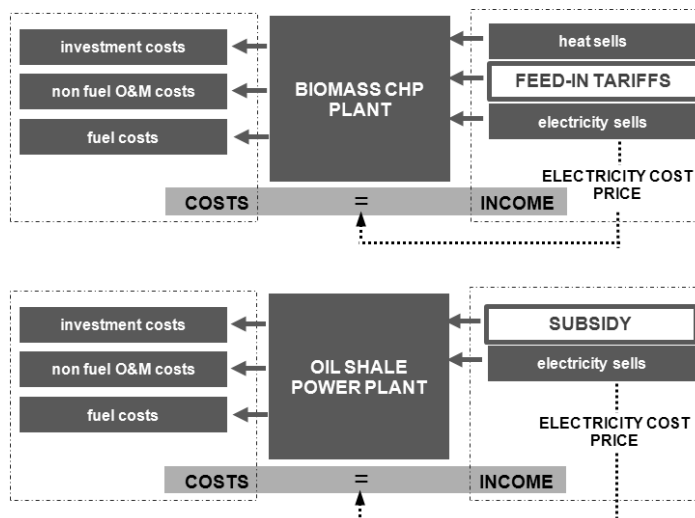 investment costs
non fuel O&M costs
fuel costs
BIOMASS CHP
PLANT
heat sells
FEED-IN TARIFFS
electricity sells
ELECTRICITY COST
PRICE
COSTS = INCOME
investment costs
non fuel O&M costs
fuel costs
OIL SHALE
POWER PLANT
SUBSIDY
electricity sells
ELECTRICITY COST
PRICE
COSTS = INCOME